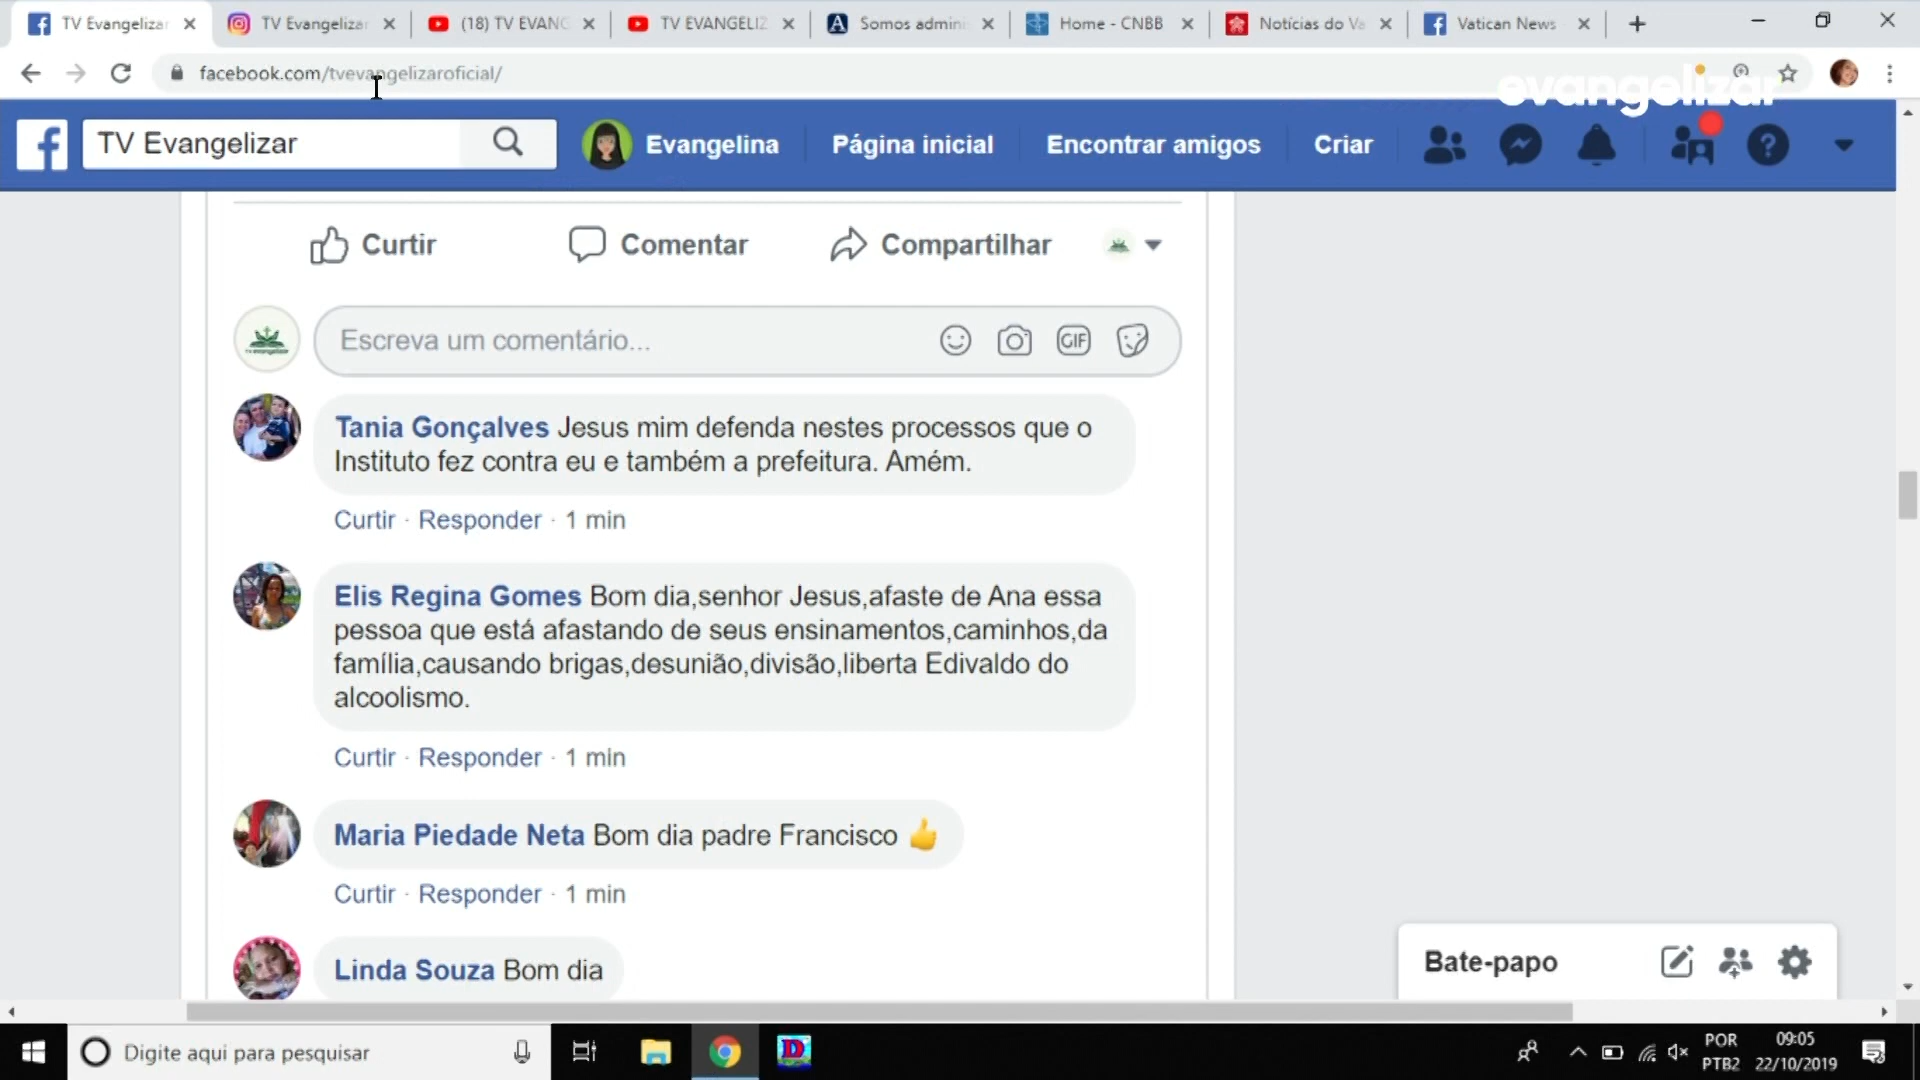 TV Evangelizar
TV Evangelizar
(18) TV EVANG
TV EVANGELIZ
Somos admin
Home - CNBB
Notícias do Va
Vatican News
facebook.com/tvevangelizaroficial/
evangelizar
TV Evangelizar
Evangelina
Página inicial
Encontrar amigos
Criar
Curtir
Comentar
Compartilhar
Escreva um comentário...
GIF
Tania Gonçalves Jesus mim defenda nestes processos que o
Instituto fez contra eu e também a prefeitura. Amém.
Curtir · Responder · 1 min
Elis Regina Gomes Bom dia,senhor Jesus,afaste de Ana essa
pessoa que está afastando de seus ensinamentos,caminhos,da
família,causando brigas,desunião,divisão,liberta Edivaldo do
alcoolismo.
Curtir · Responder · 1 min
Maria Piedade Neta Bom dia padre Francisco 👍
Curtir · Responder · 1 min
Linda Souza Bom dia
Bate-papo
Digite aqui para pesquisar
POR
PTB2
09:05
22/10/2019